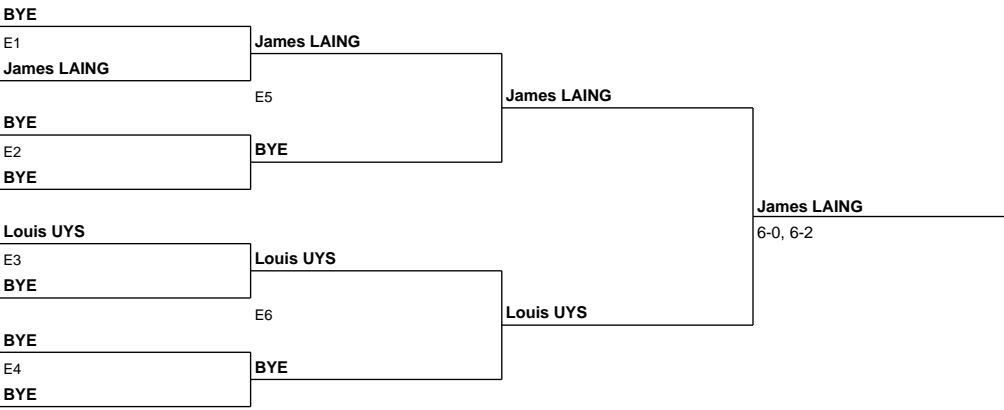 BYE
E1
James LAING
James LAING
E5
James LAING
BYE
E2
BYE
BYE
James LAING
6-0, 6-2
Louis UYS
E3
BYE
Louis UYS
E6
Louis UYS
BYE
E4
BYE
BYE